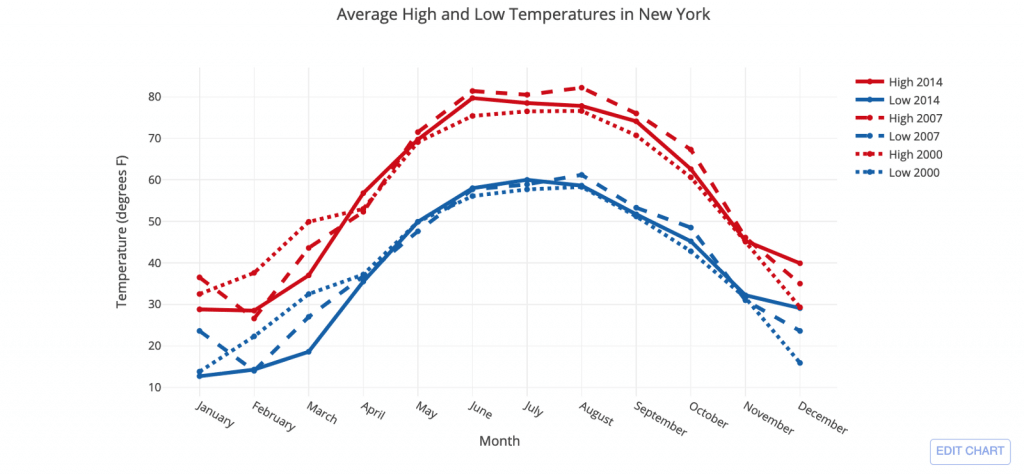 Average High and Low Temperatures in New York
High 2014
Low 2014
High 2007
Low 2007
High 2000
Low 2000
Temperature (degrees F)
80
70
60
50
40
30
20
10
January
February
March
April
May
June
July
August
September
October
November
December
Month
EDIT CHART